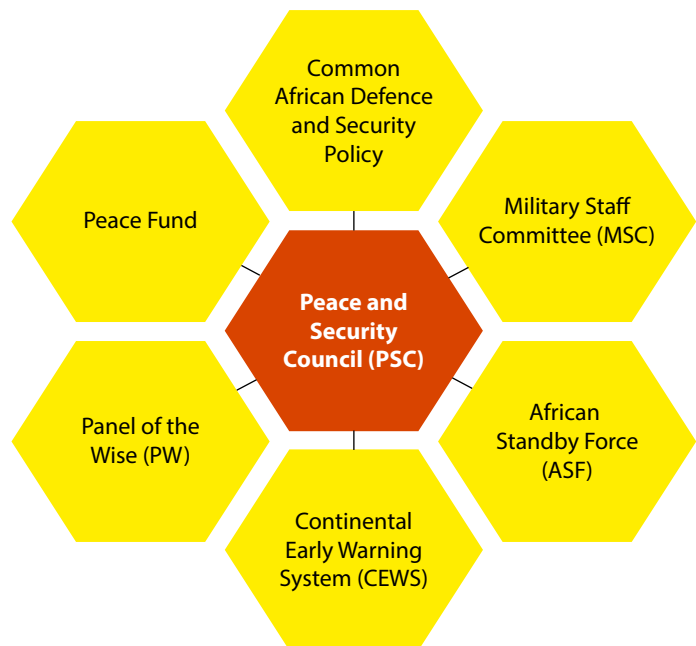 Common
African Defence
and Security
Policy
Peace Fund
Military Staff
Committee (MSC)
Peace and
Security
Council (PSC)
Panel of the
Wise (PW)
African
Standby Force
(ASF)
Continental
Early Warning
System (CEWS)